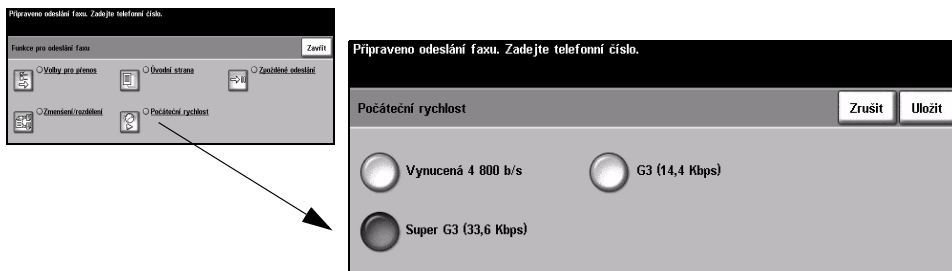 Připraveno odeslání faxu. Zadejte telefonní číslo.
Funkce pro odeslání faxu
Zavřít
Volby pro přenos
Úvodní strana
Zpožděné odeslání
Zmenšení/rozdělení
Počáteční rychlost
Připraveno odeslání faxu. Zadejte telefonní číslo.
Počáteční rychlost
Zrušit
Uložit
Vynucená 4 800 b/s
G3 (14,4 Kbps)
Super G3 (33,6 Kbps)